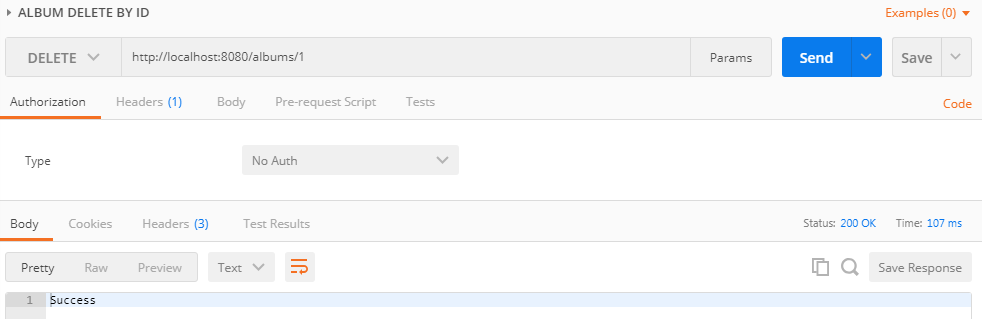 ALBUM DELETE BY ID Examples (0)
DELETE http://localhost:8080/albums/1 Params Send Save
Authorization Headers (1) Body Pre-request Script Tests Code
Type No Auth
Body Cookies Headers (3) Test Results Status: 200 OK Time: 107 ms
Pretty Raw Preview Text Save Response
1 Success